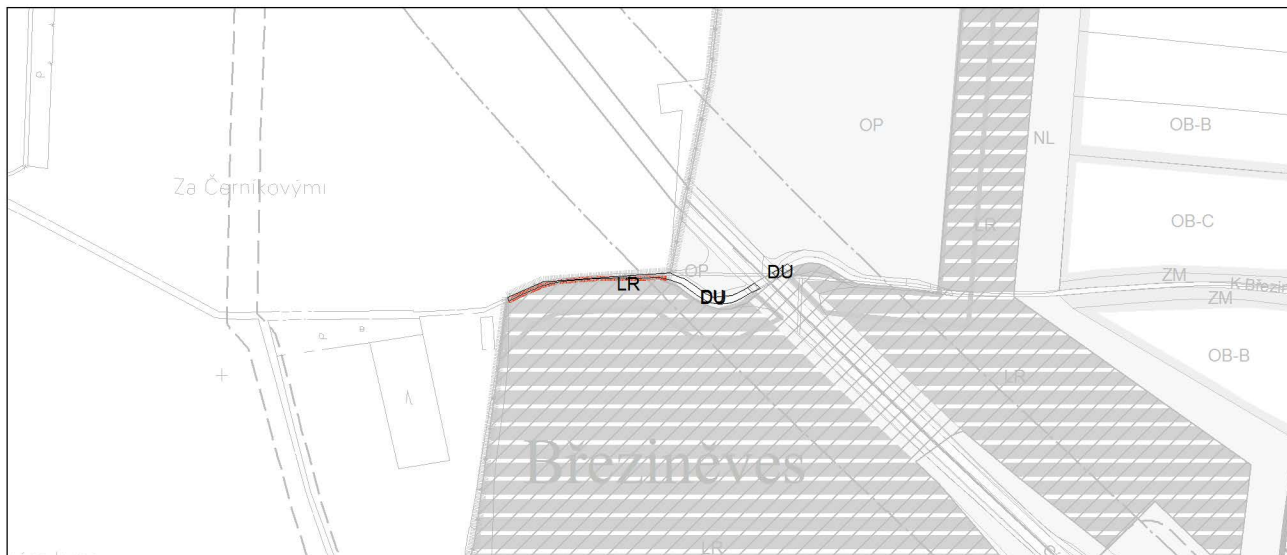 OP
NL
OB-B
Za Černíkovými
OB-C
LR
OP
DU
ZM
LR
DU
K Březin
ZM
OB-B
LR
Březiněves
LR